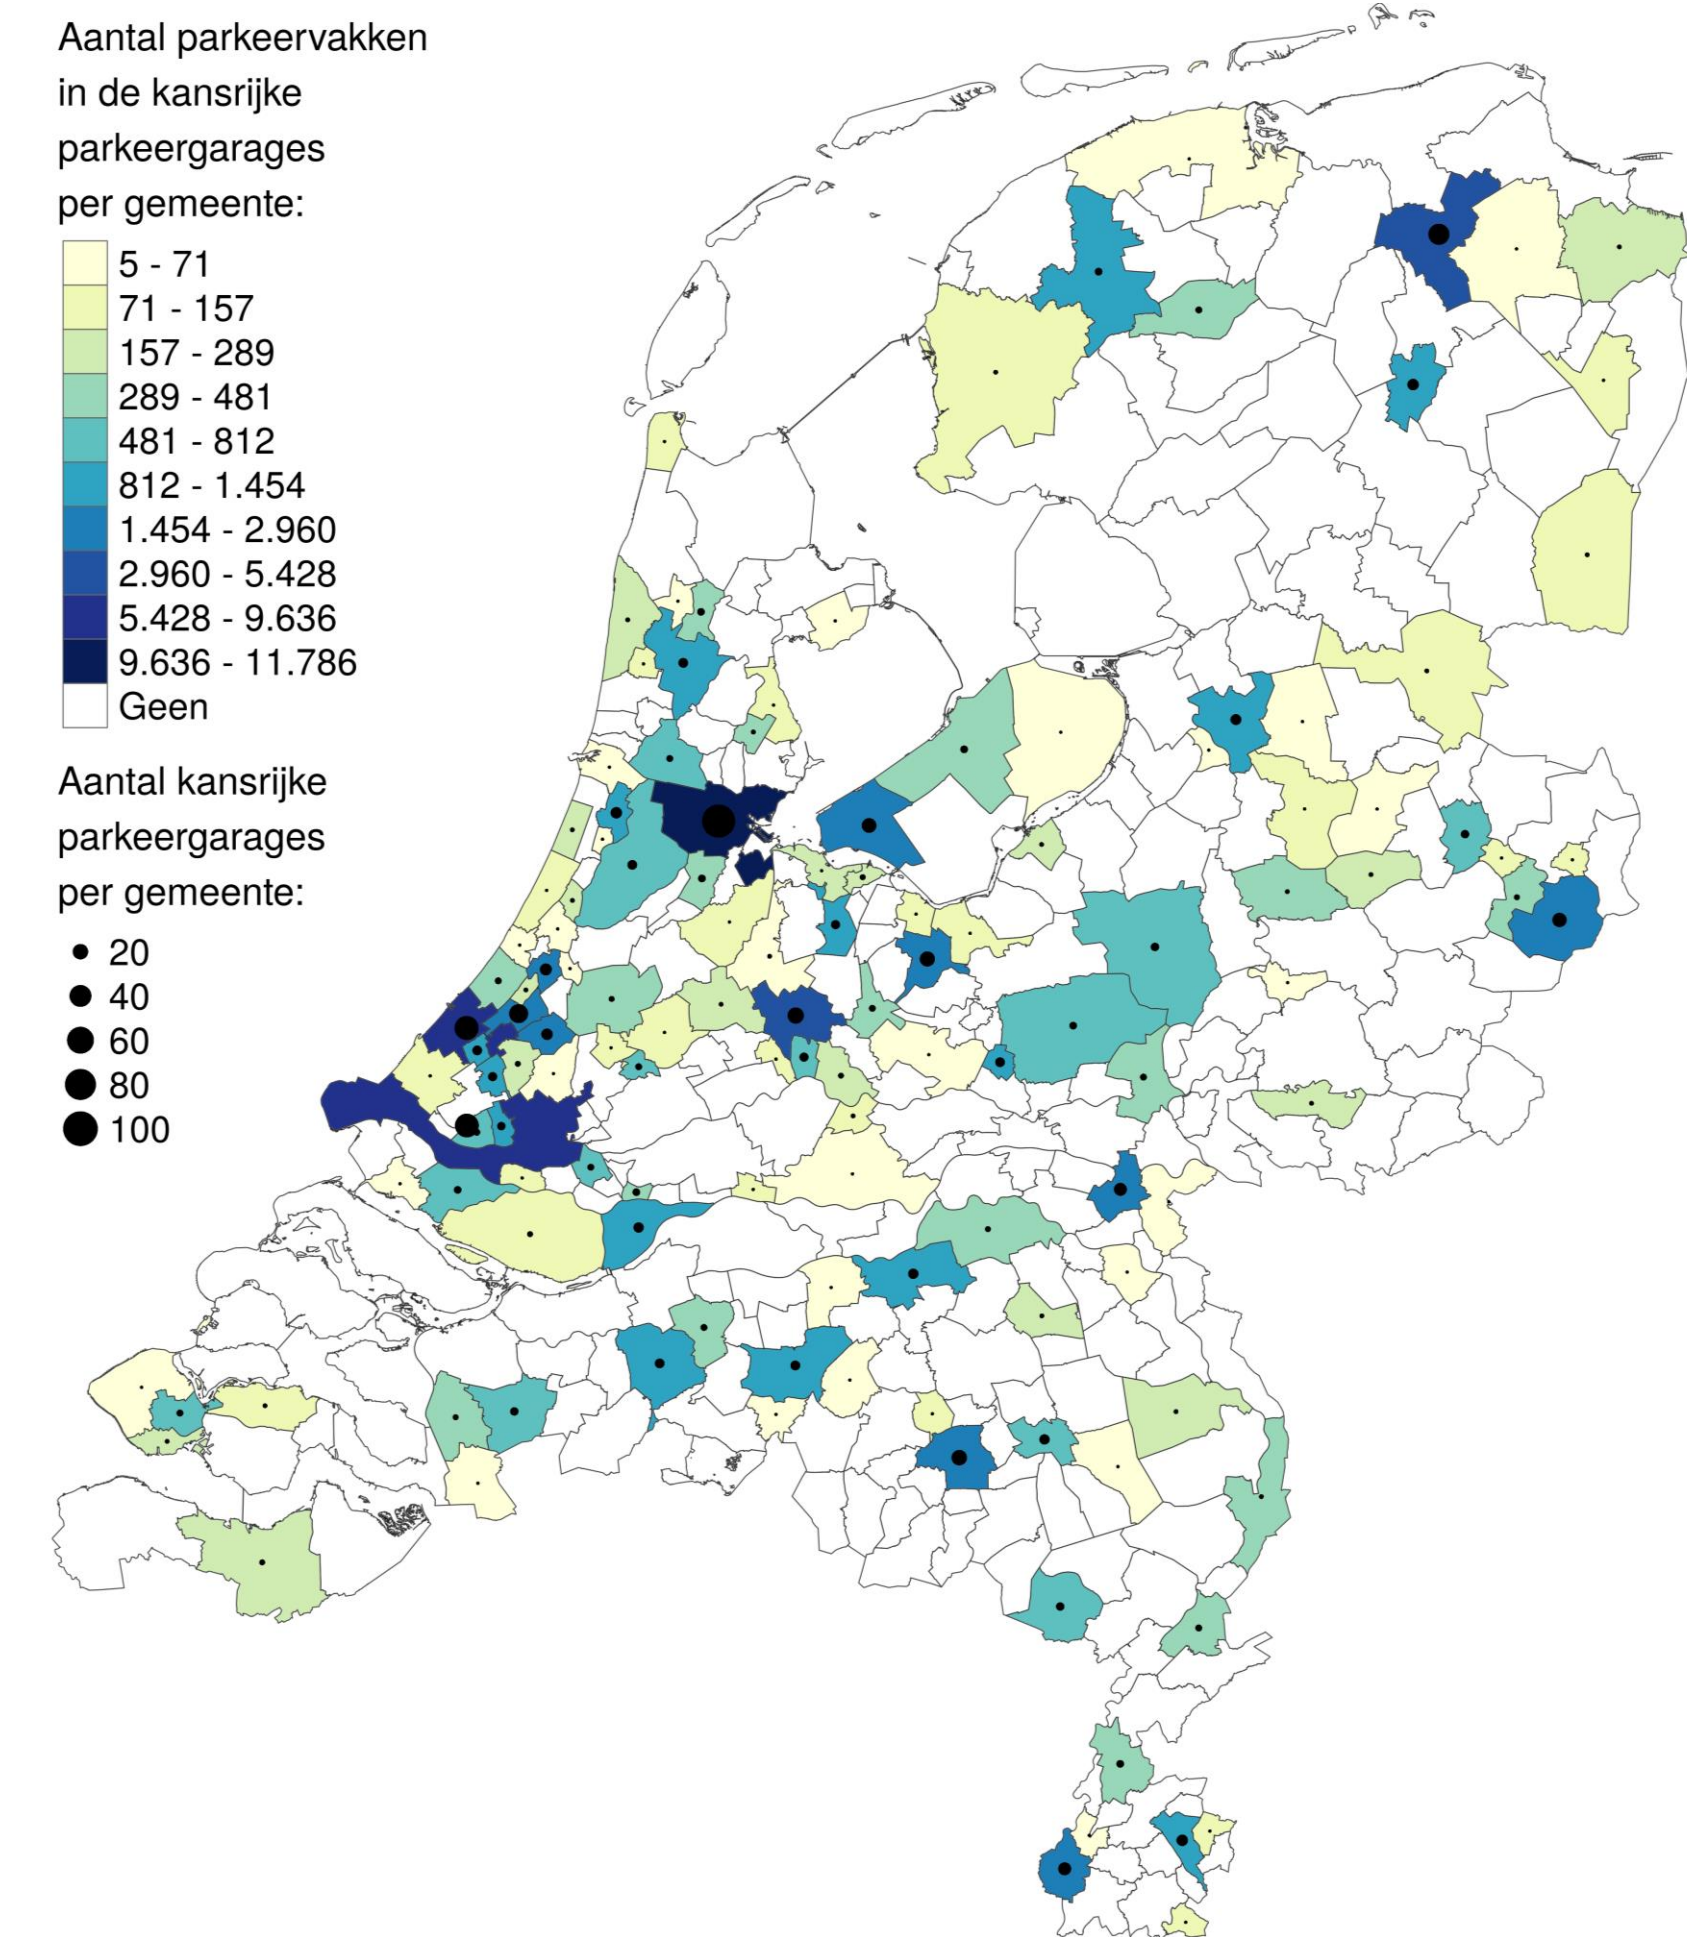 Aantal parkeervakken
in de kansrijke
parkeergarages
per gemeente:
5 - 71
71 - 157
157 - 289
289 - 481
481 - 812
812 - 1.454
1.454 - 2.960
2.960 - 5.428
5.428 - 9.636
9.636 - 11.786
Geen
Aantal kansrijke
parkeergarages
per gemeente:
20
40
60
80
100